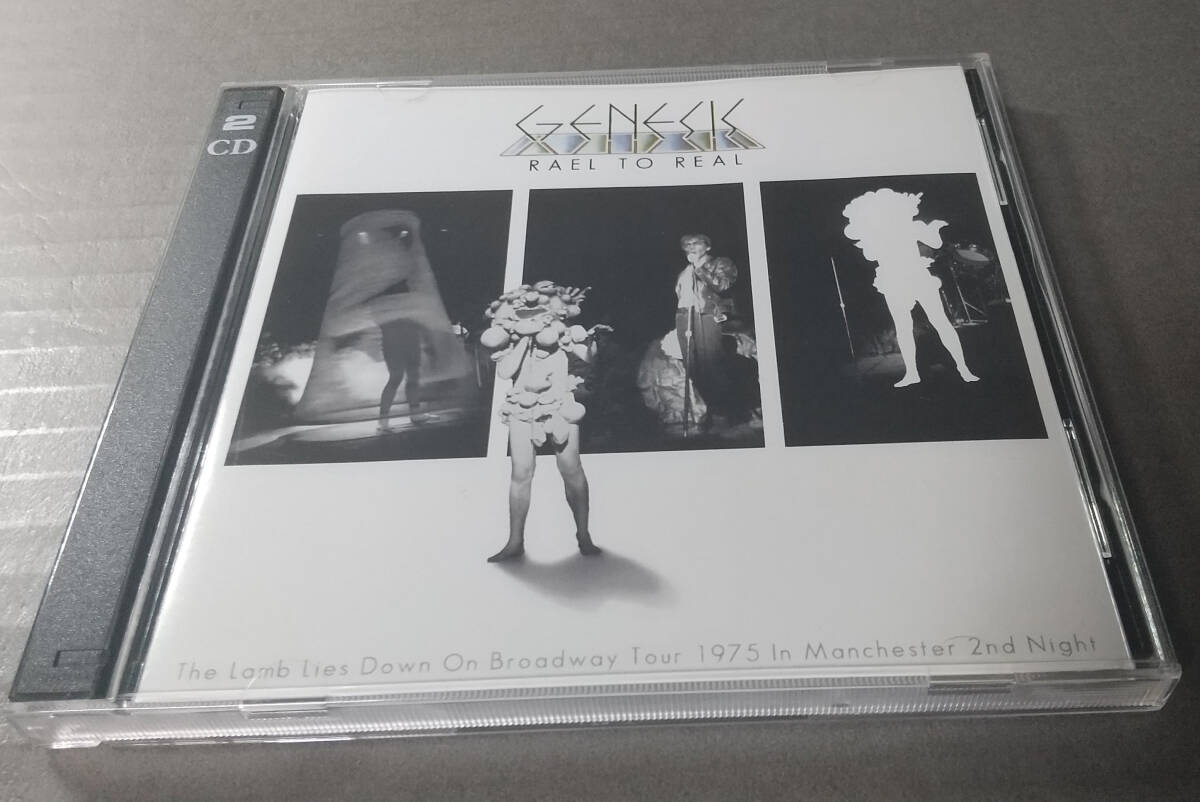 2
CD
GENESIS
RAEL TO REAL
The Lamb Lies Down On Broadway Tour 1975 In Manchester 2nd Night